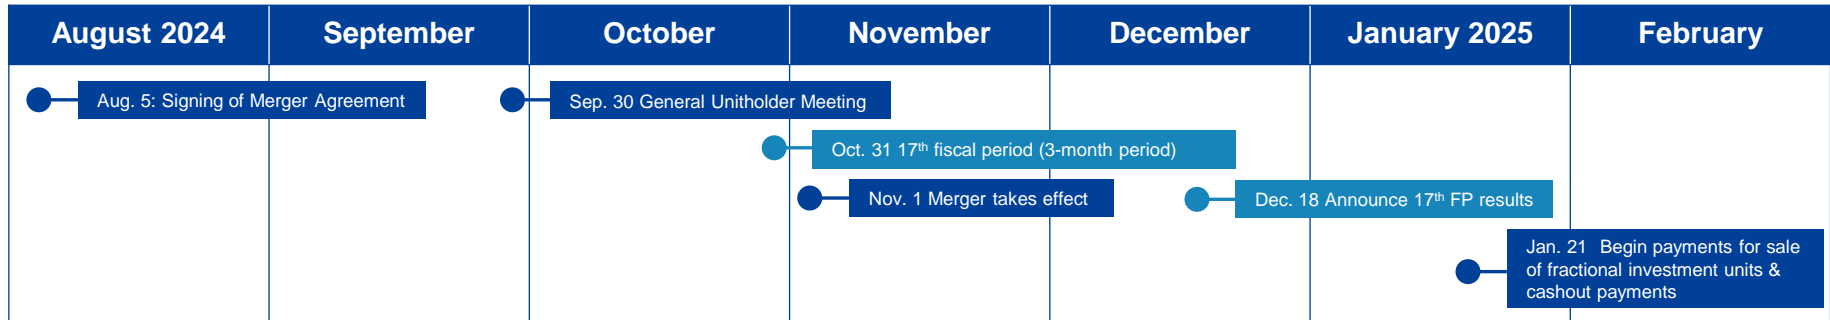 August 2024 September October November December January 2025 February
Aug. 5: Signing of Merger Agreement
Sep. 30 General Unitholder Meeting
Oct. 31 17th fiscal period (3-month period)
Nov. 1 Merger takes effect
Dec. 18 Announce 17th FP results
Jan. 21 Begin payments for sale
of fractional investment units &
cashout payments